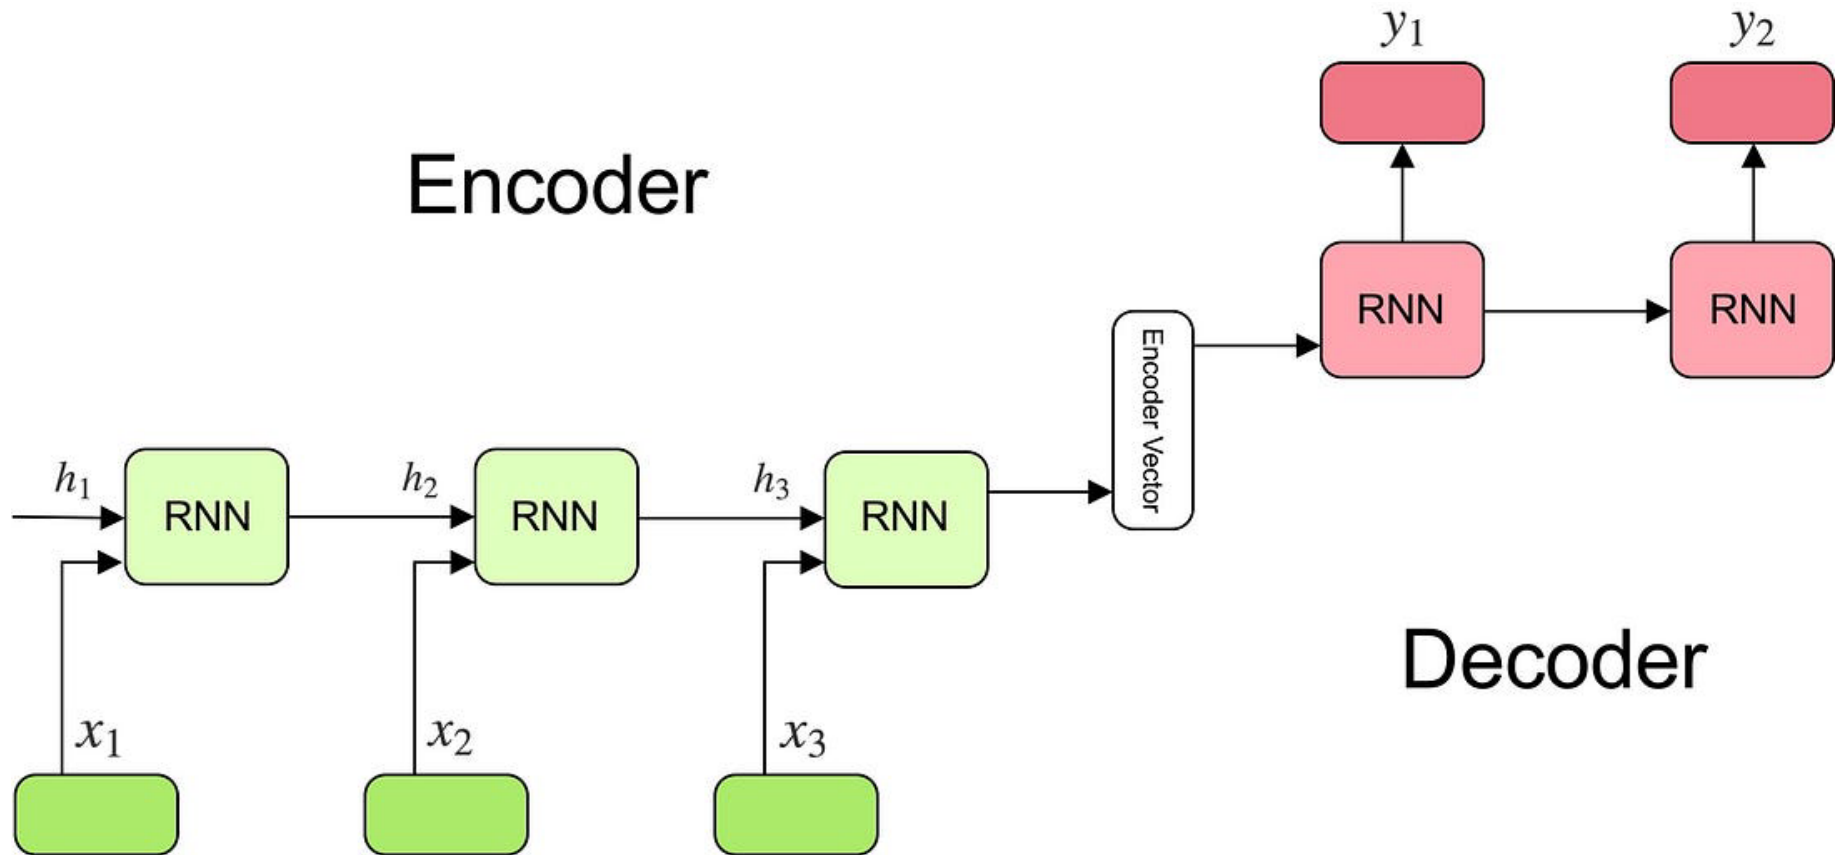 y₁
y₂
Encoder
RNN
RNN
Encoder Vector
h₁
RNN
h₂
RNN
h₃
RNN
Decoder
x₁
x₂
x₃